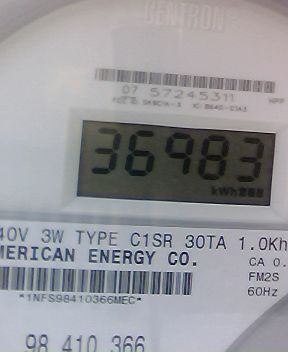 CENTRON
07 57245311
36983
kWh
40V 3W TYPE C1SR 30TA 1.0Kh
MERICAN ENERGY CO.
CA 0.
FM2S
*1NFS98410366MEC*
60Hz
98 410 366